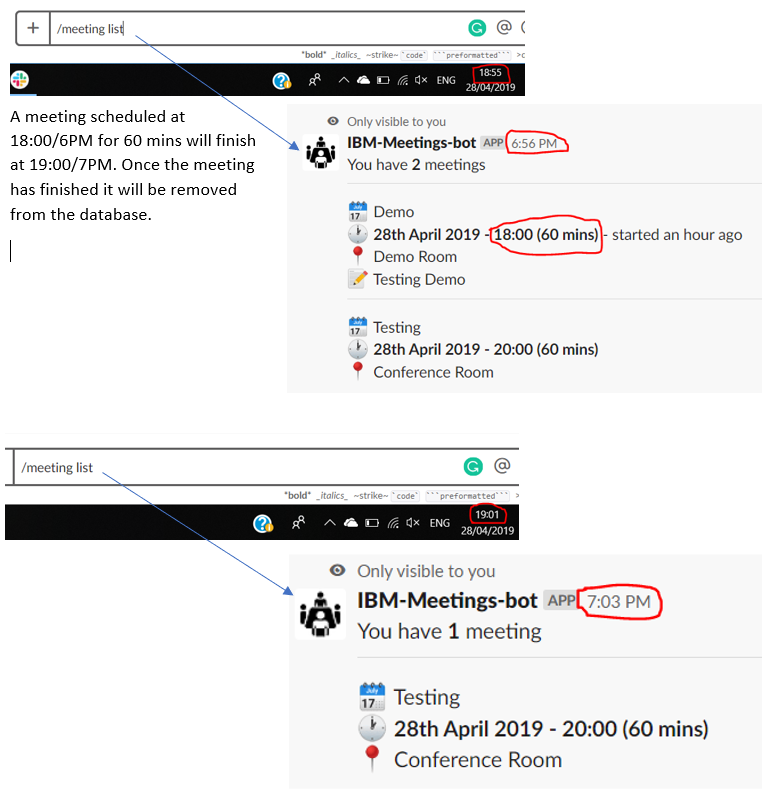 /meeting list
@
*bold* _italics_ ~strike~ `code` ```preformatted``` >c
ENG
18:55
28/04/2019
A meeting scheduled at
18:00/6PM for 60 mins will finish
at 19:00/7PM. Once the meeting
has finished it will be removed
from the database.
Only visible to you
IBM-Meetings-bot APP 6:56 PM
You have 2 meetings
Demo
28th April 2019 - 18:00 (60 mins) - started an hour ago
Demo Room
Testing Demo
Testing
28th April 2019 - 20:00 (60 mins)
Conference Room
/meeting list
@
*bold* _italics_ ~strike~ `code` ```preformatted``` >
ENG
19:01
28/04/2019
Only visible to you
IBM-Meetings-bot APP 7:03 PM
You have 1 meeting
July
17
Testing
28th April 2019 - 20:00 (60 mins)
Conference Room